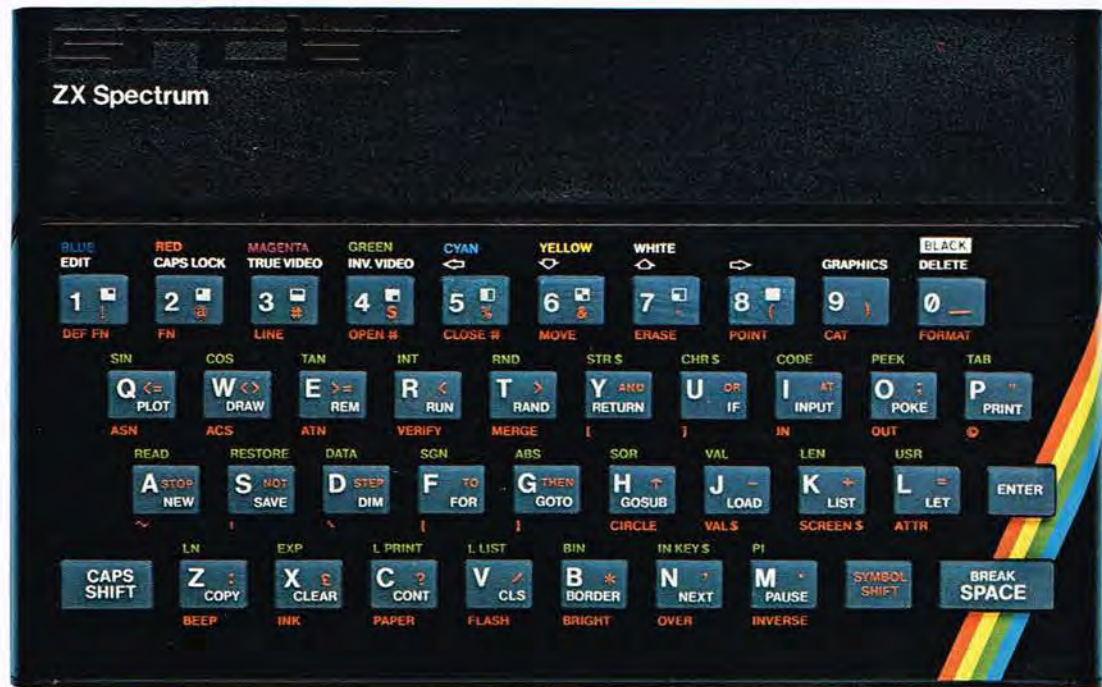 sinclair
ZX Spectrum
BLUE RED MAGENTA GREEN CYAN YELLOW WHITE BLACK
EDIT CAPS LOCK TRUE VIDEO INV. VIDEO ⇦ ⇩ ⇧ ⇨ GRAPHICS DELETE
1 ! 2 @ 3 # 4 $ 5 % 6 & 7 ' 8 ( 9 ) 0 _
DEF FN FN LINE OPEN # CLOSE # MOVE ERASE POINT CAT FORMAT
SIN COS TAN INT RND STR $ CHR $ CODE PEEK TAB
Q <= W <> E >= R < T > Y AND U OR I AT O ; P "
PLOT DRAW REM RUN RAND RETURN IF INPUT POKE PRINT
ASN ACS ATN VERIFY MERGE [ ] IN OUT ©
READ RESTORE DATA SGN ABS SQR VAL LEN USR
A STOP S NOT D STEP F TO G THEN H ↑ J − K + L = ENTER
NEW SAVE DIM FOR GOTO GOSUB LOAD LIST LET
~ | \ { } CIRCLE VAL $ SCREEN $ ATTR
LN EXP L PRINT L LIST BIN IN KEY $ PI
CAPS Z : X £ C ? V / B * N , M . SYMBOL BREAK
SHIFT COPY CLEAR CONT CLS BORDER NEXT PAUSE SHIFT SPACE
BEEP INK PAPER FLASH BRIGHT OVER INVERSE